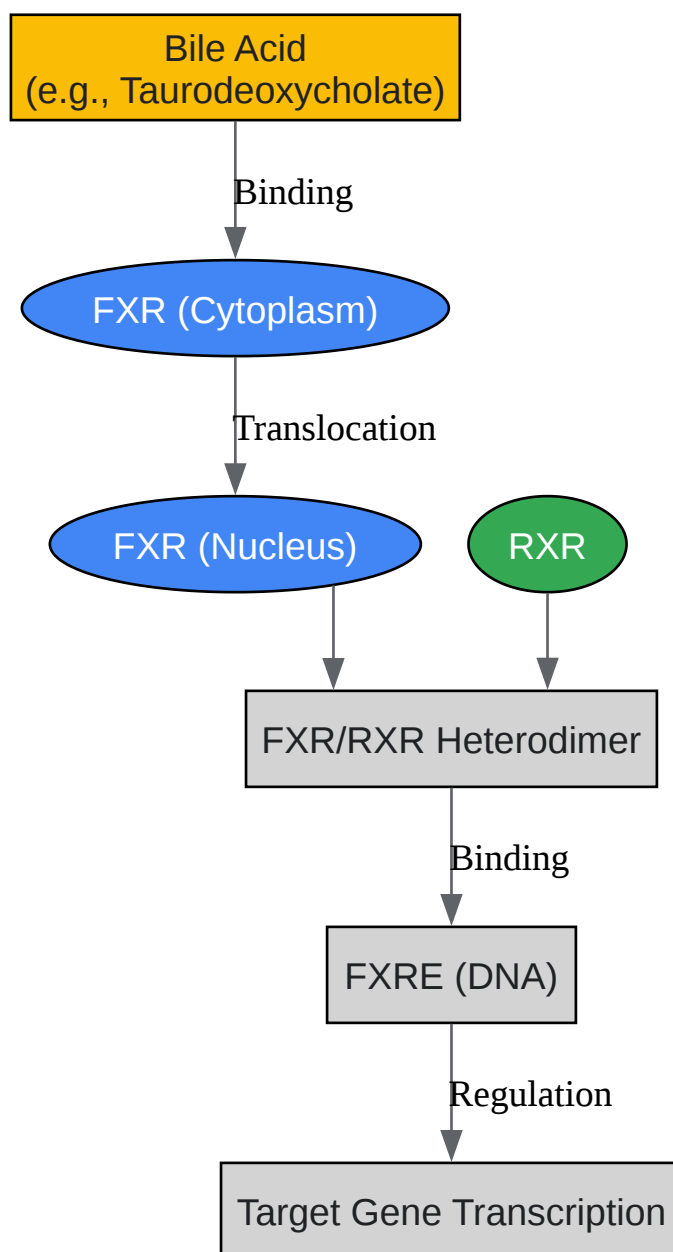 Bile Acid
(e.g., Taurodeoxycholate)
Binding
FXR (Cytoplasm)
Translocation
FXR (Nucleus)
RXR
FXR/RXR Heterodimer
Binding
FXRE (DNA)
Regulation
Target Gene Transcription